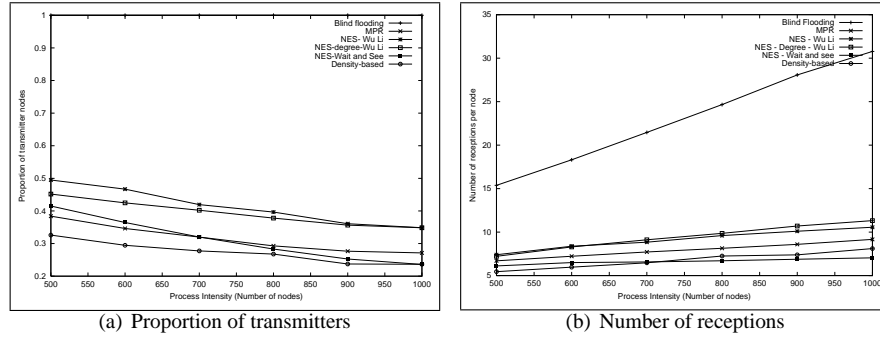 1
0.9
0.8
0.7
0.6
0.5
0.4
0.3
0.2
Proportion of transmitter nodes
Blind Flooding
MPR
NES- Wu Li
NES-degree-Wu Li
NES-Wait and See
Density-based
500 550 600 650 700 750 800 850 900 950 1000
Process Intensity (Number of nodes)
(a) Proportion of transmitters
35
30
25
20
15
10
5
Number of receptions per node
Blind Flooding
MPR
NES - Wu Li
NES - Degree - Wu Li
NES - Wait and see
Density-based
500 550 600 650 700 750 800 850 900 950 1000
Process Intensity (Number of nodes)
(b) Number of receptions